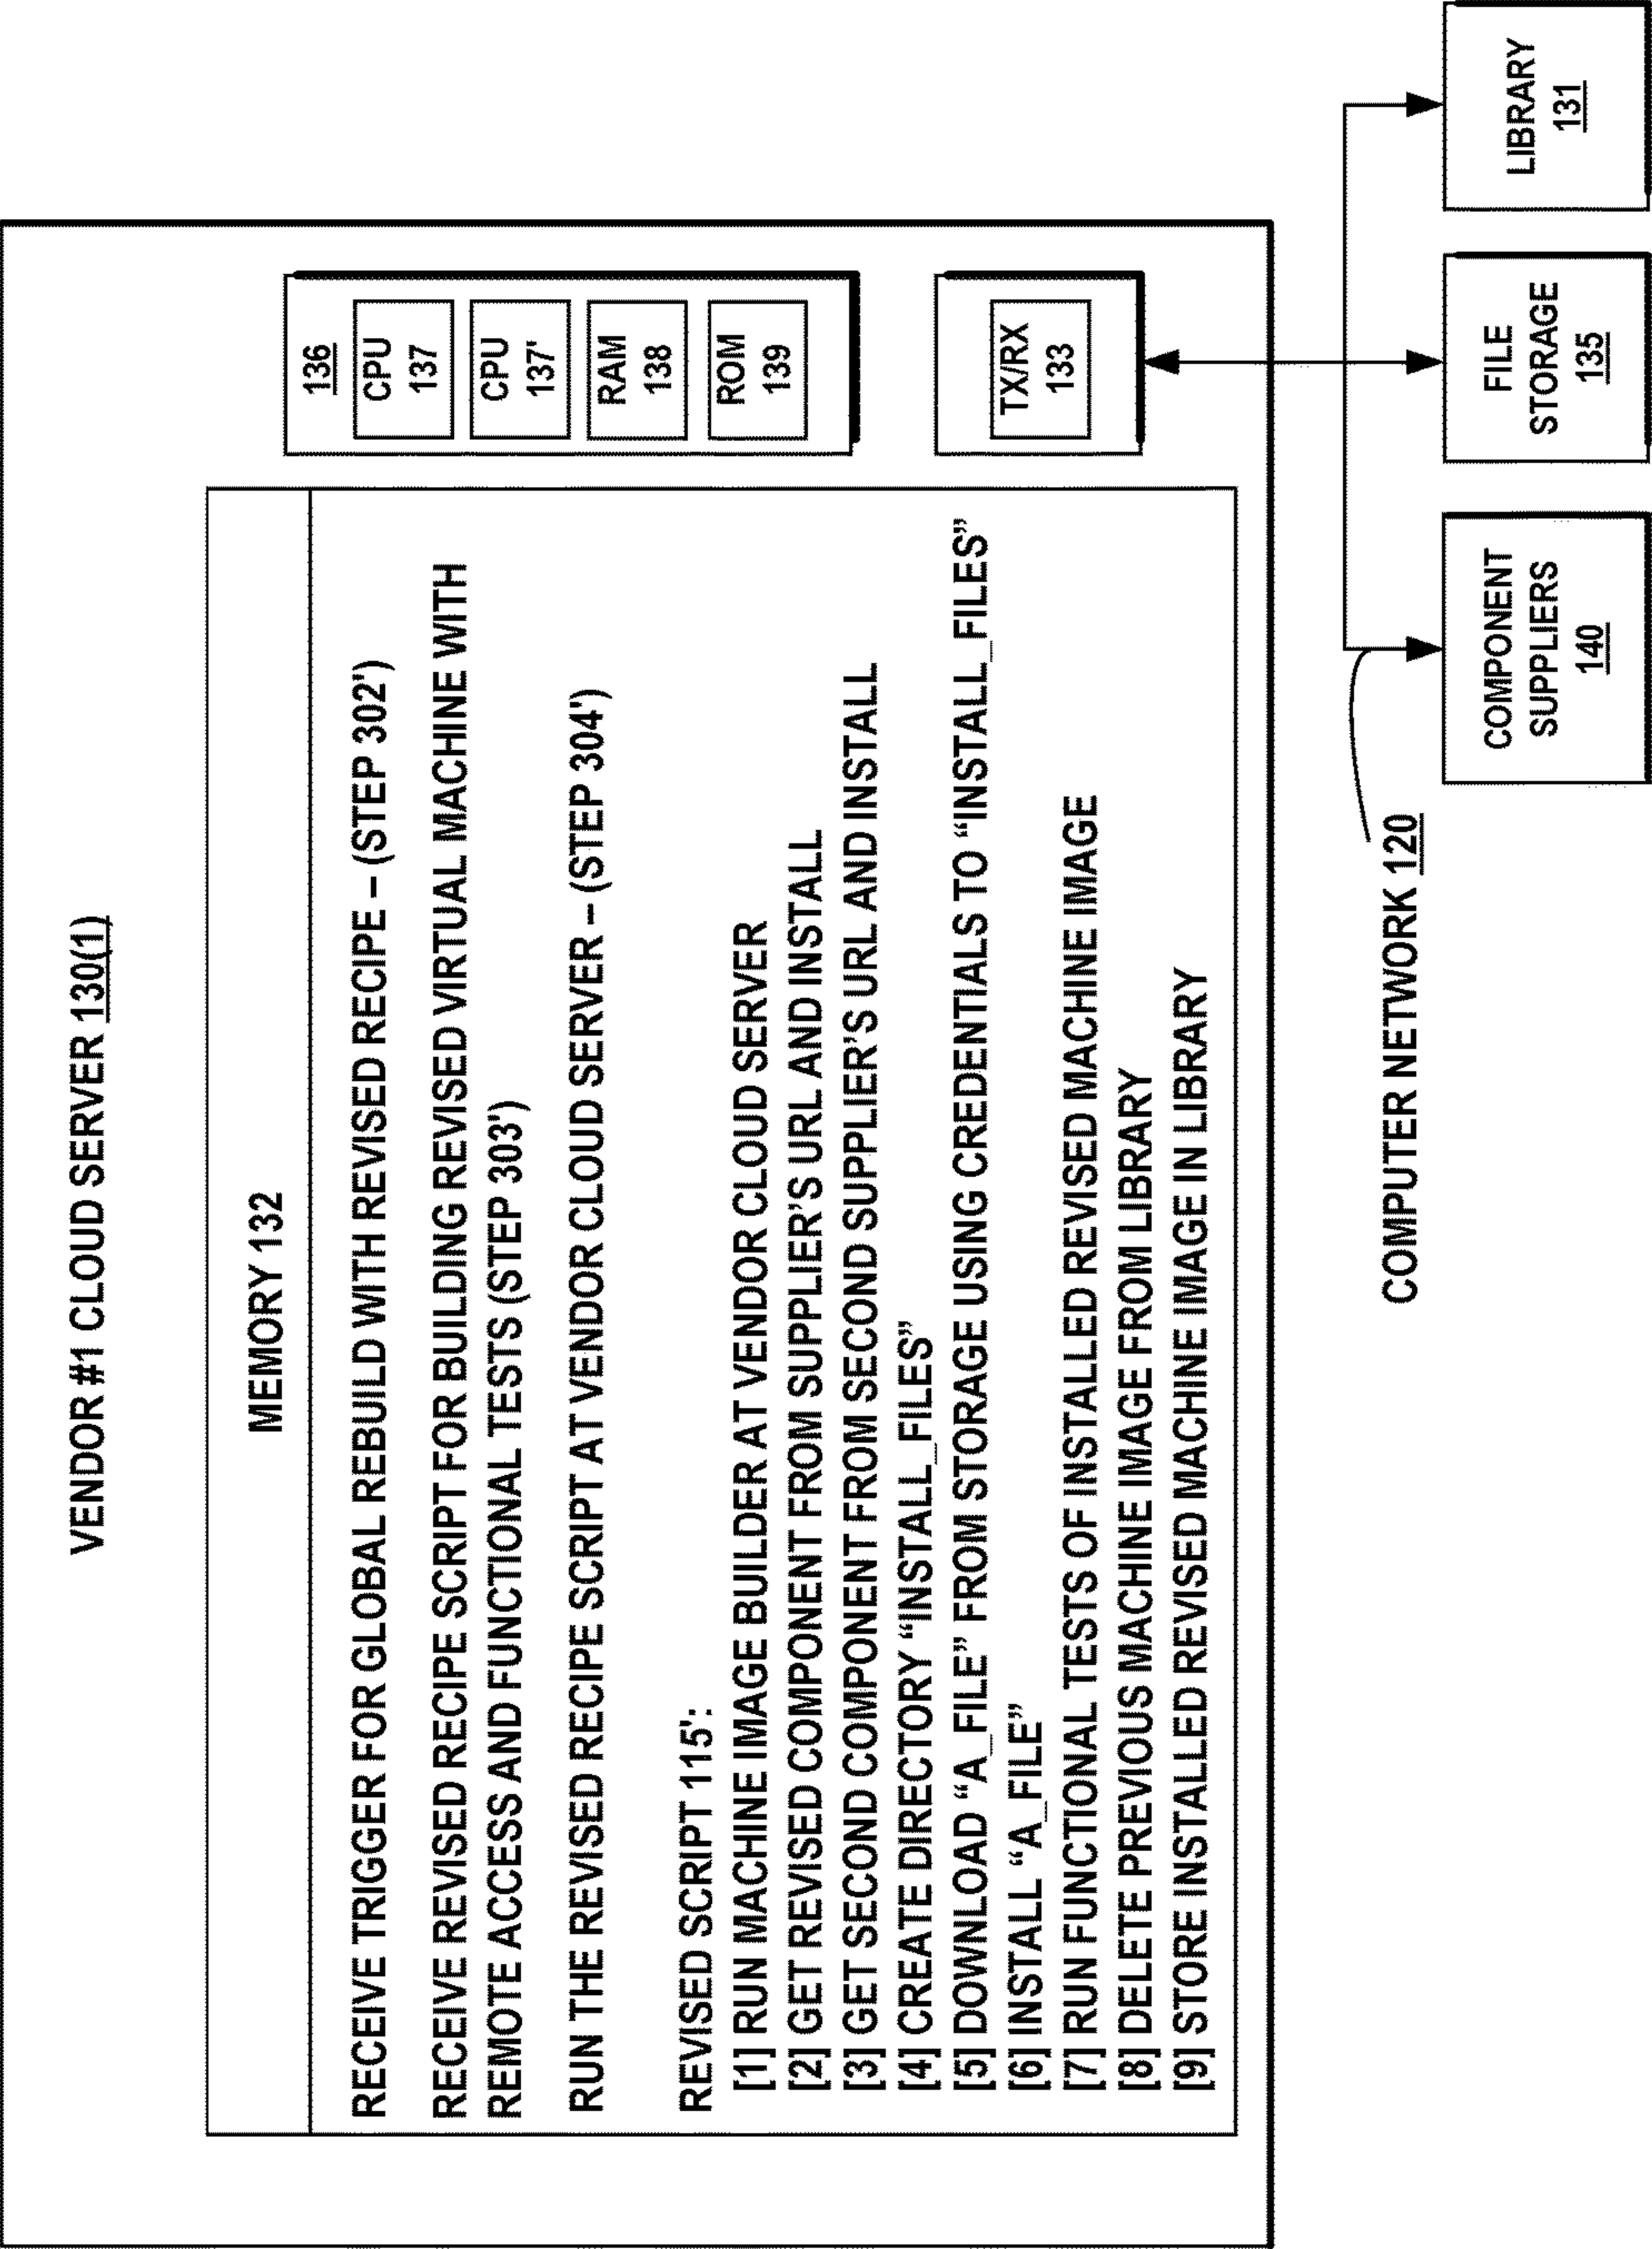 VENDOR #1 CLOUD SERVER 130(1)
MEMORY 132
RECEIVE TRIGGER FOR GLOBAL REBUILD WITH REVISED RECIPE – (STEP 302')
RECEIVE REVISED RECIPE SCRIPT FOR BUILDING REVISED VIRTUAL MACHINE WITH
REMOTE ACCESS AND FUNCTIONAL TESTS (STEP 303')
RUN THE REVISED RECIPE SCRIPT AT VENDOR CLOUD SERVER – (STEP 304')
REVISED SCRIPT 115':
[1] RUN MACHINE IMAGE BUILDER AT VENDOR CLOUD SERVER
[2] GET REVISED COMPONENT FROM SUPPLIER'S URL AND INSTALL
[3] GET SECOND COMPONENT FROM SECOND SUPPLIER'S URL AND INSTALL
[4] CREATE DIRECTORY “INSTALL_FILES”
[5] DOWNLOAD “A_FILE” FROM STORAGE USING CREDENTIALS TO “INSTALL_FILES”
[6] INSTALL “A_FILE”
[7] RUN FUNCTIONAL TESTS OF INSTALLED REVISED MACHINE IMAGE
[8] DELETE PREVIOUS MACHINE IMAGE FROM LIBRARY
[9] STORE INSTALLED REVISED MACHINE IMAGE IN LIBRARY
136
CPU
137
CPU
137'
RAM
138
ROM
139
TX/RX
133
COMPUTER NETWORK 120
COMPONENT
SUPPLIERS
140
FILE
STORAGE
135
LIBRARY
131